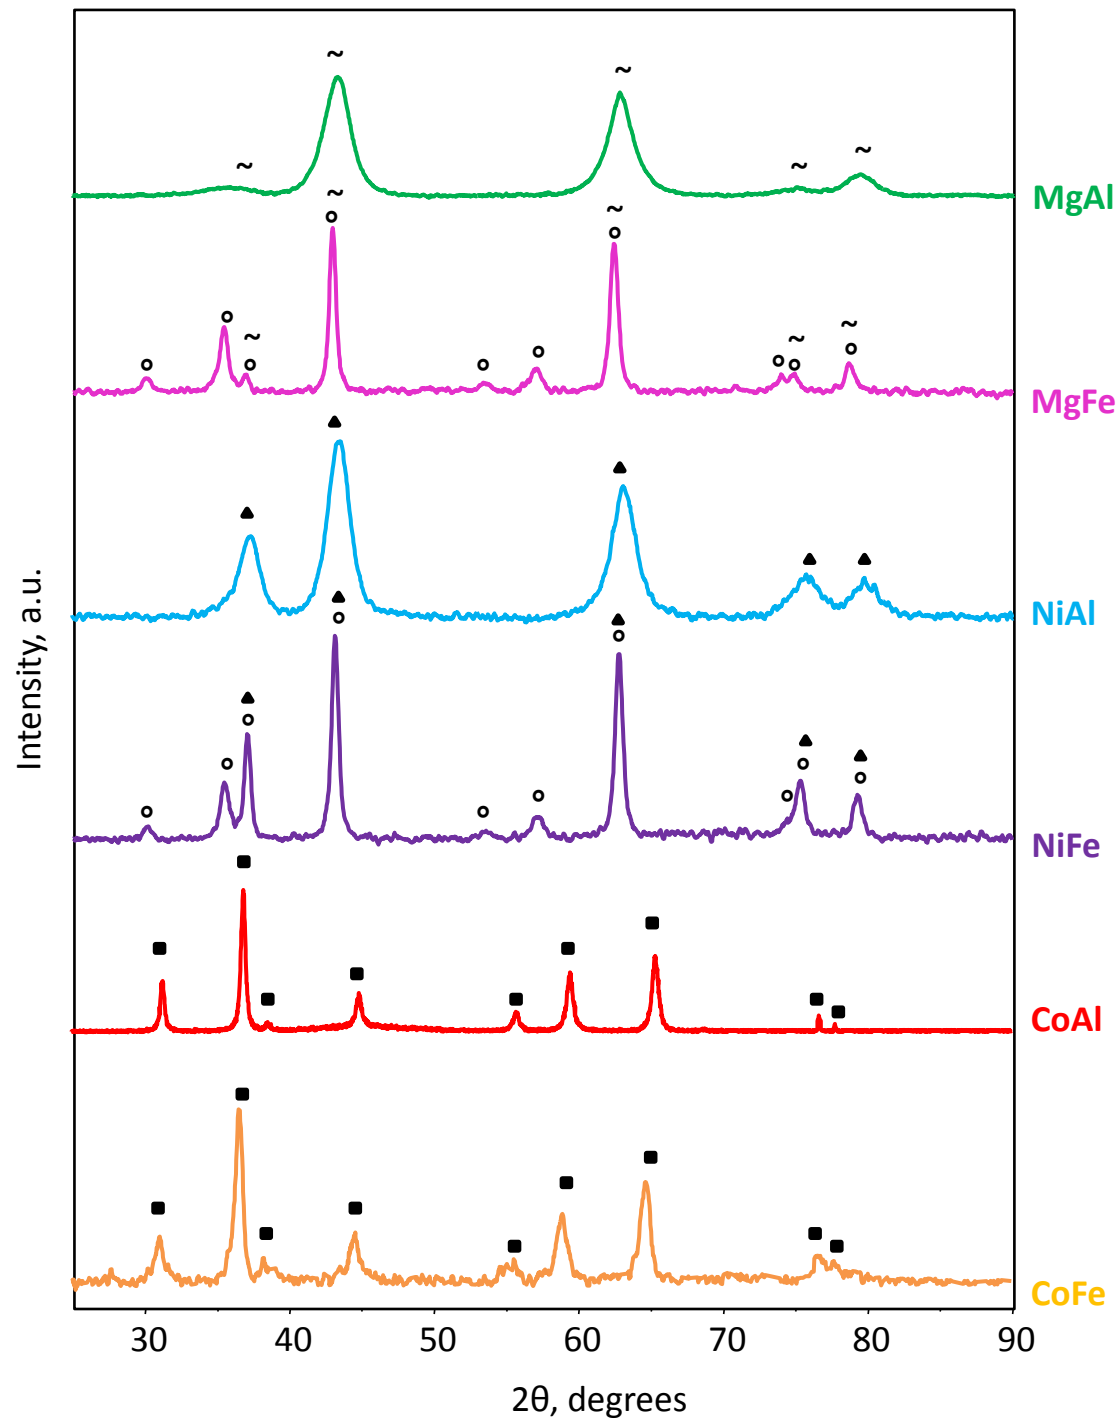 MgAl
MgFe
NiAl
NiFe
CoAl
CoFe
Intensity, a.u.
30 40 50 60 70 80 90
2θ, degrees